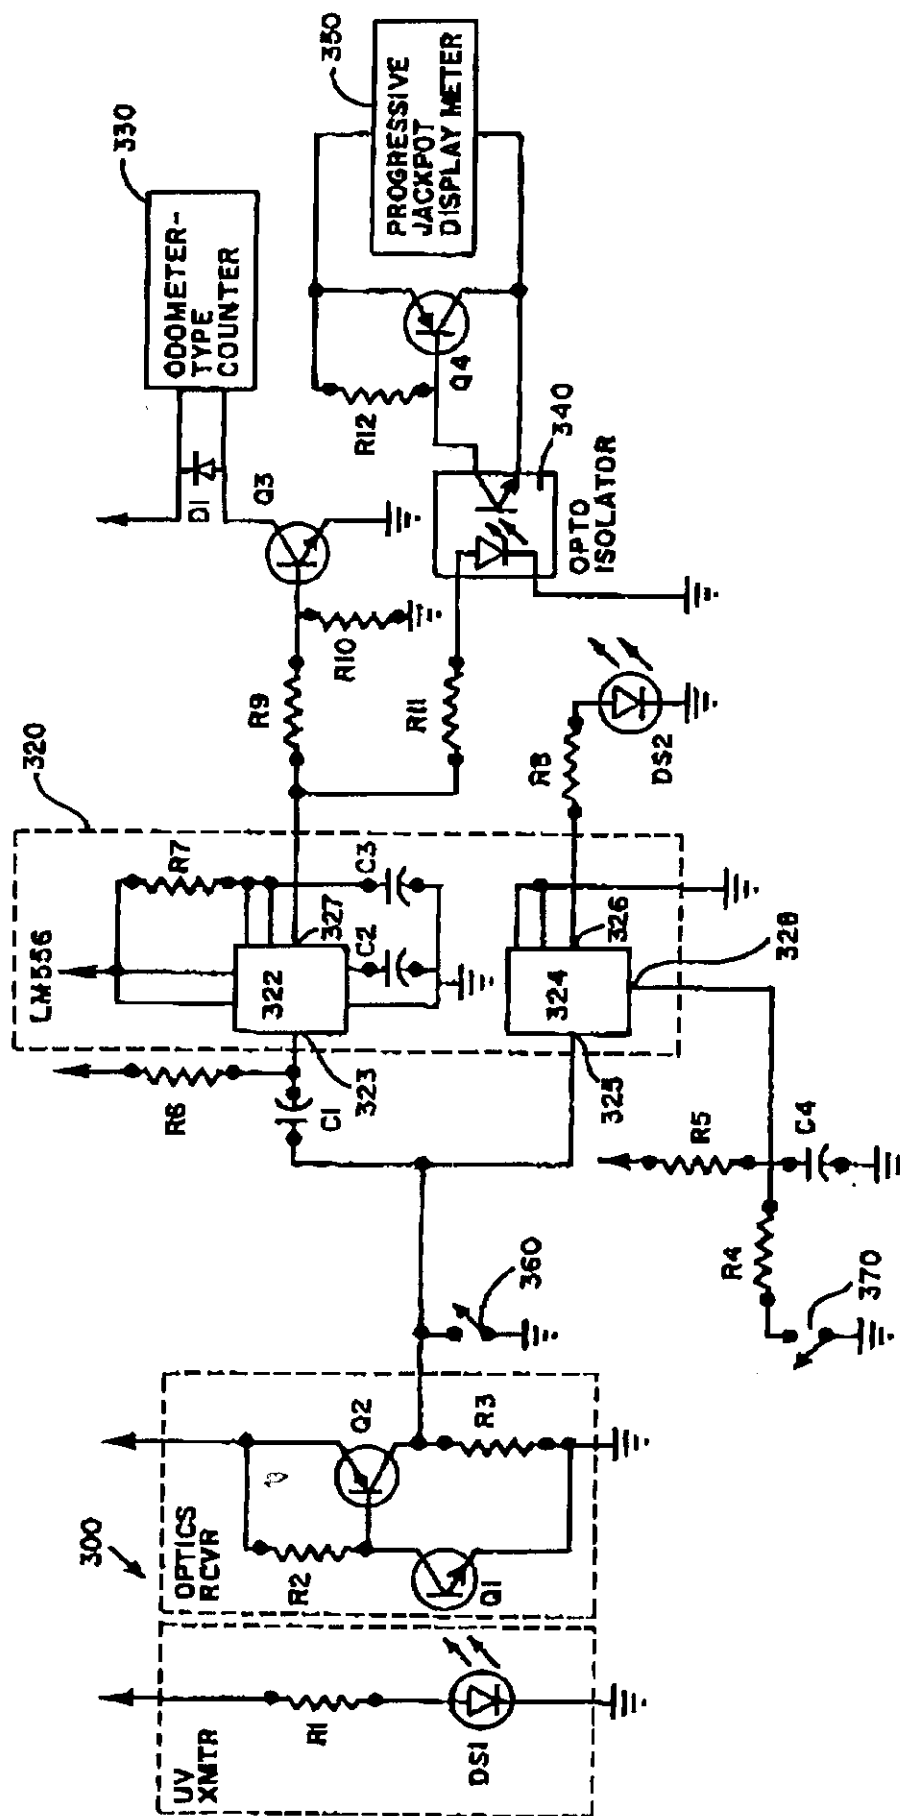 300
UV
XMTR
R1
DS1
OPTICS
RCVR
R2
Q1
Q2
R3
360
370
R4
R5
C4
R6
C1
323
325
320
LM556
R7
322
327
C2
C3
324
326
328
R9
R10
R11
R8
DS2
Q3
D1
330
ODOMETER-
TYPE
COUNTER
R12
Q4
340
OPTO
ISOLATOR
350
PROGRESSIVE
JACKPOT
DISPLAY METER